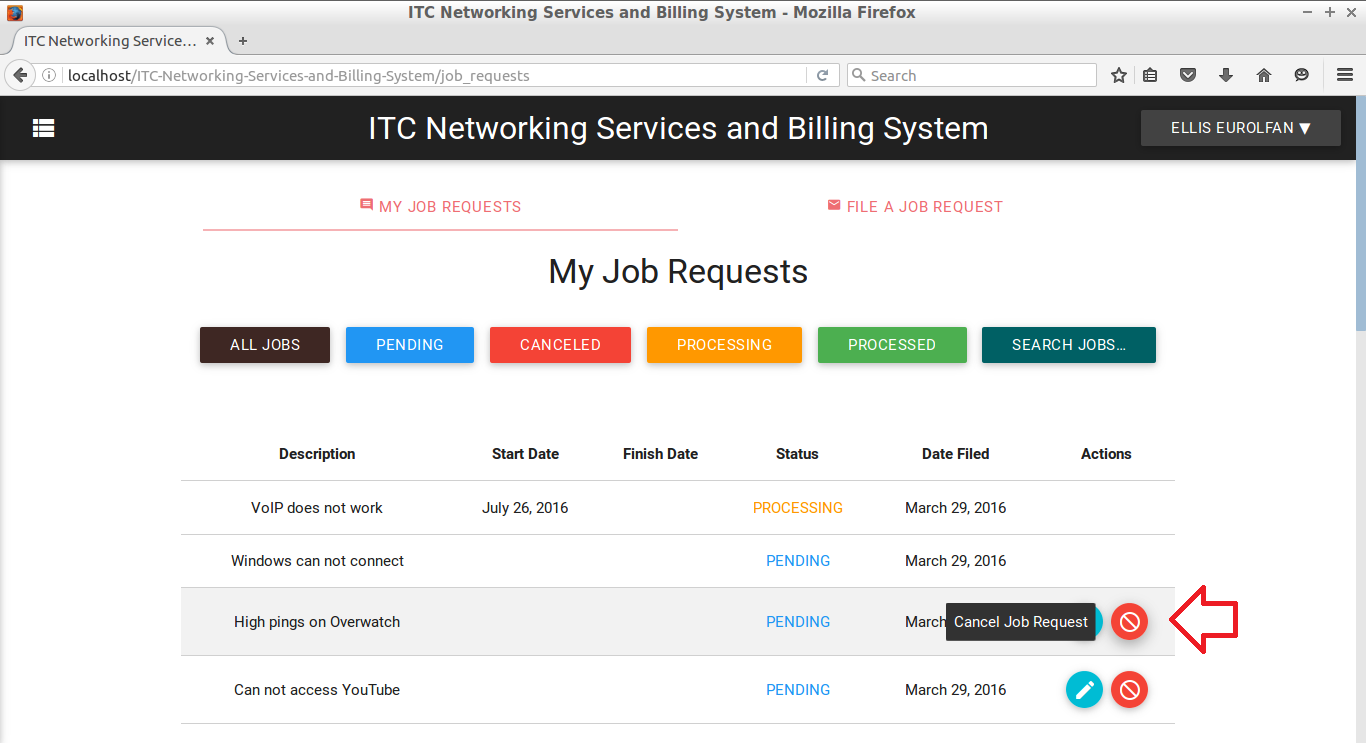 ITC Networking Services and Billing System - Mozilla Firefox
ITC Networking Service...
localhost/ITC-Networking-Services-and-Billing-System/job_requests
Search
ITC Networking Services and Billing System
ELLIS EUROLFAN ▼
MY JOB REQUESTS
FILE A JOB REQUEST
My Job Requests
ALL JOBS
PENDING
CANCELED
PROCESSING
PROCESSED
SEARCH JOBS...
Description Start Date Finish Date Status Date Filed Actions
VoIP does not work July 26, 2016 PROCESSING March 29, 2016
Windows can not connect PENDING March 29, 2016
High pings on Overwatch PENDING March Cancel Job Request
Can not access YouTube PENDING March 29, 2016